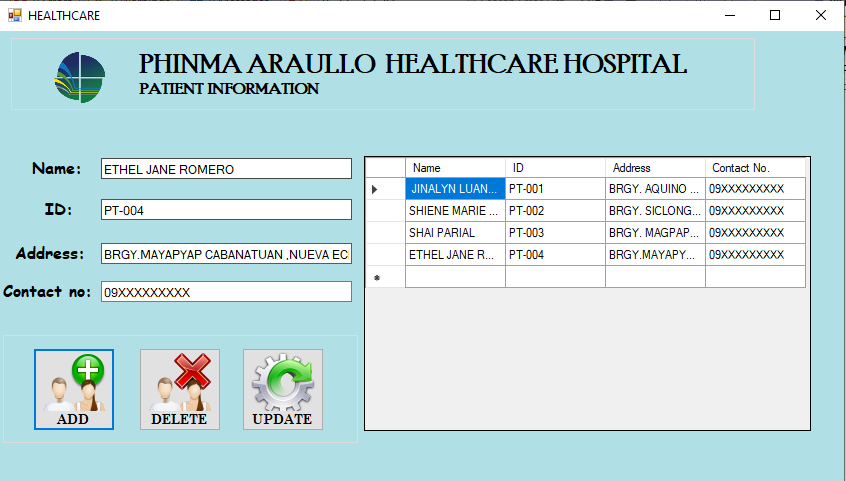 HEALTHCARE
PHINMA ARAULLO HEALTHCARE HOSPITAL
PATIENT INFORMATION
Name: ETHEL JANE ROMERO
ID: PT-004
Address: BRGY.MAYAPYAP CABANATUAN ,NUEVA EC
Contact no: 09XXXXXXXXX
ADD DELETE UPDATE
Name ID Address Contact No.
JINALYN LUAN... PT-001 BRGY. AQUINO ... 09XXXXXXXXX
SHIENE MARIE ... PT-002 BRGY. SICLONG... 09XXXXXXXXX
SHAI PARIAL PT-003 BRGY. MAGPAP... 09XXXXXXXXX
ETHEL JANE R... PT-004 BRGY.MAYAPY... 09XXXXXXXXX